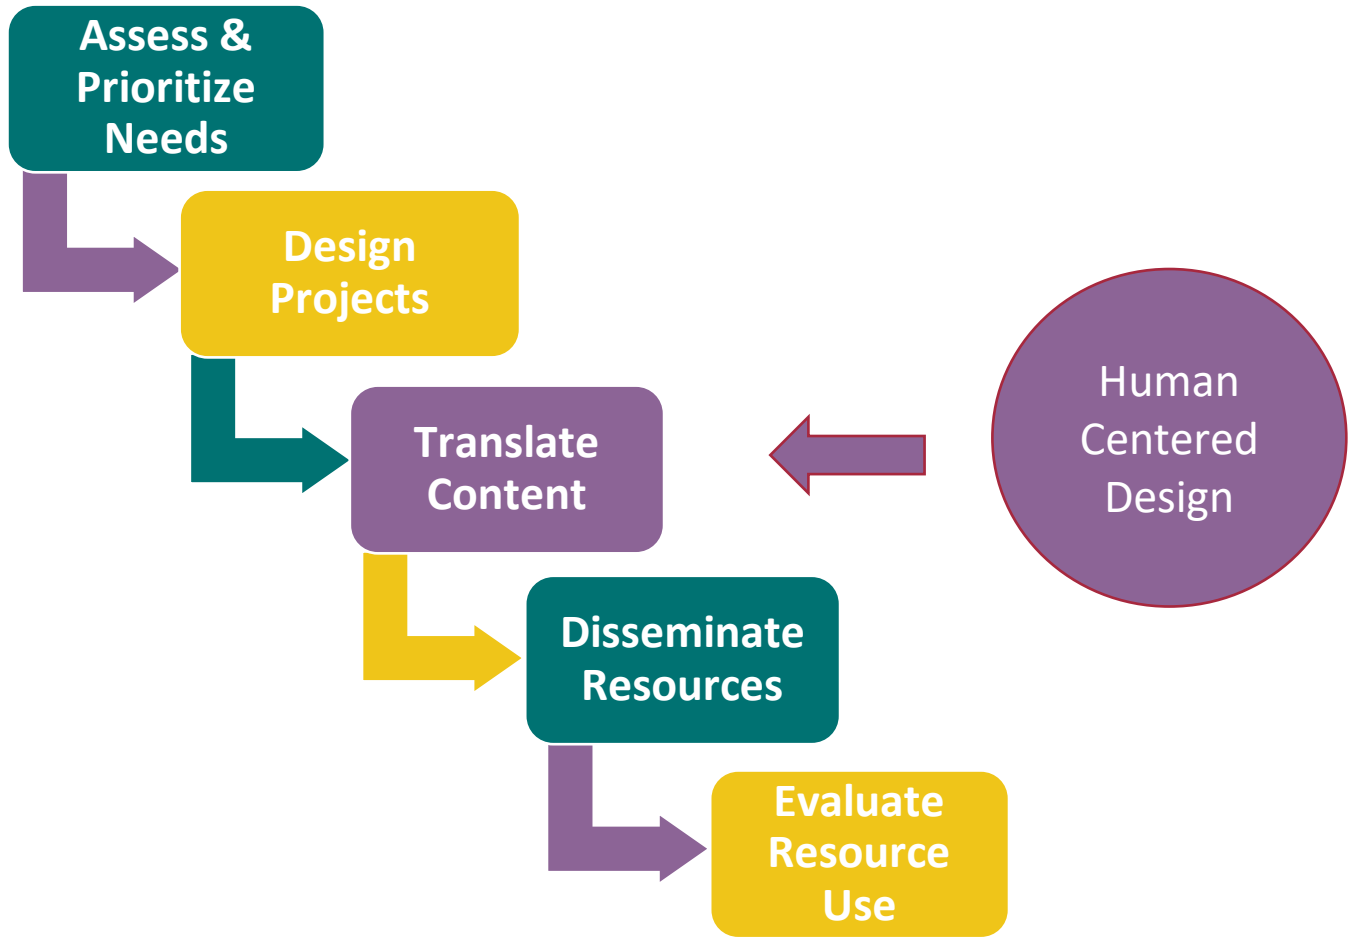 Assess &
Prioritize
Needs
Design
Projects
Translate
Content
Human
Centered
Design
Disseminate
Resources
Evaluate
Resource
Use